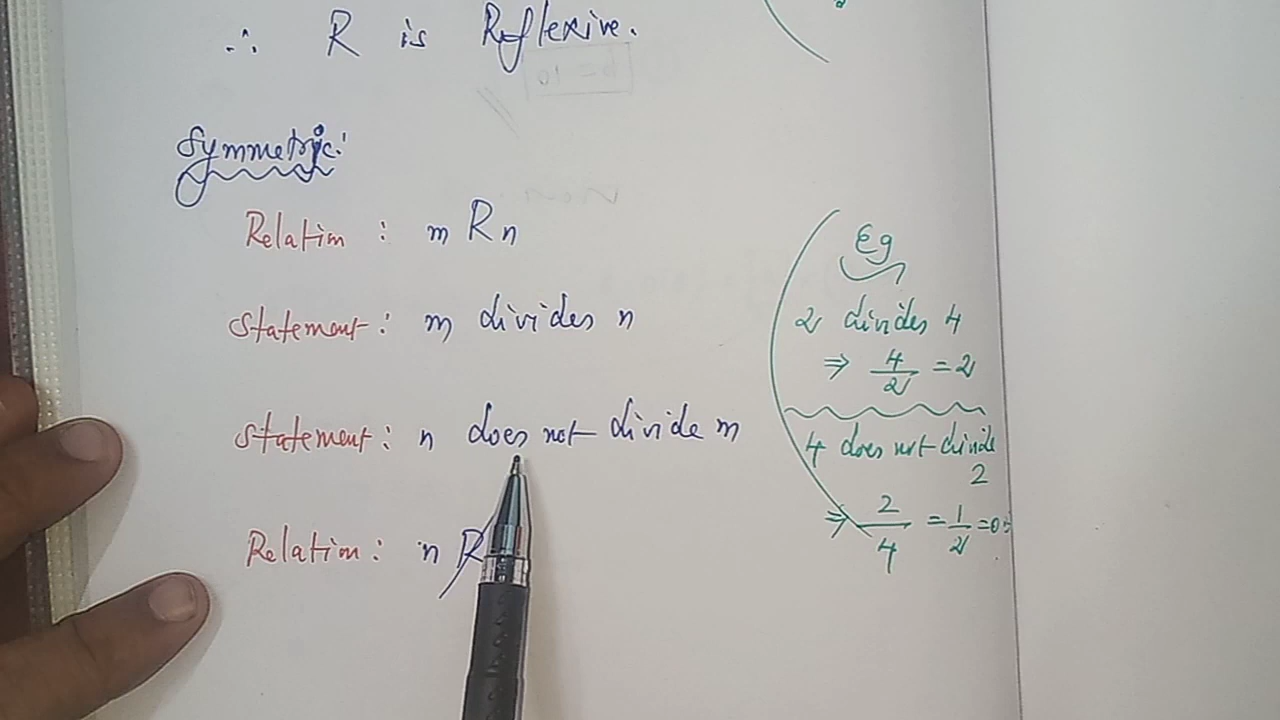 ∴ R is Reflexive.
Symmetric:
Relation : m R n
Statement : m divides n
Statement : n does not divide m
Relation : n R̸
Eg
2 divides 4
⇒ 4/2 = 2
4 does not divide
2
⇒ 2/4 = 1/2 = 0.